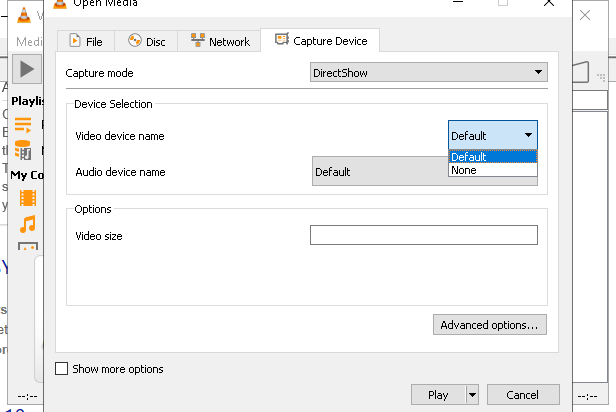 Open Media
V
Medi
File
Disc
Network
Capture Device
Capture mode
DirectShow
Playlis
Device Selection
Video device name
Default
Default
None
Audio device name
Default
My Co
Options
Video size
Advanced options...
Show more options
Play
Cancel
--:--
--:--